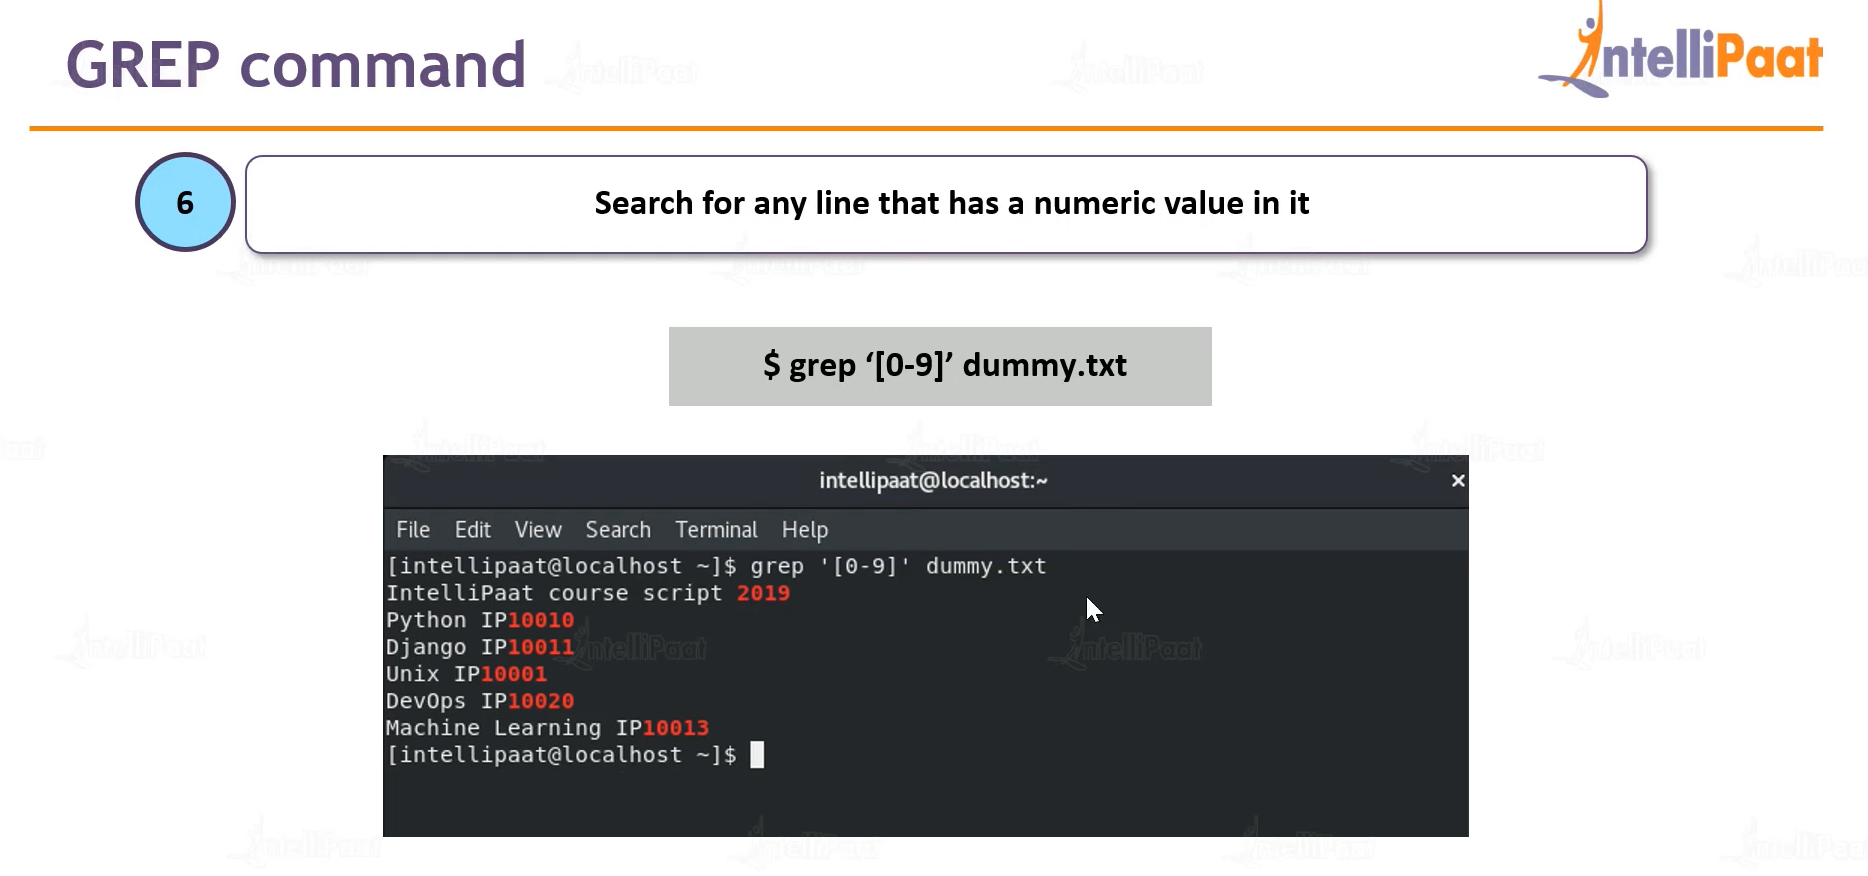 GREP command
IntelliPaat
6
Search for any line that has a numeric value in it
$ grep ‘[0-9]’ dummy.txt
intellipaat@localhost:~
×
File Edit View Search Terminal Help
[intellipaat@localhost ~]$ grep '[0-9]' dummy.txt
IntelliPaat course script 2019
Python IP10010
Django IP10011
Unix IP10001
DevOps IP10020
Machine Learning IP10013
[intellipaat@localhost ~]$